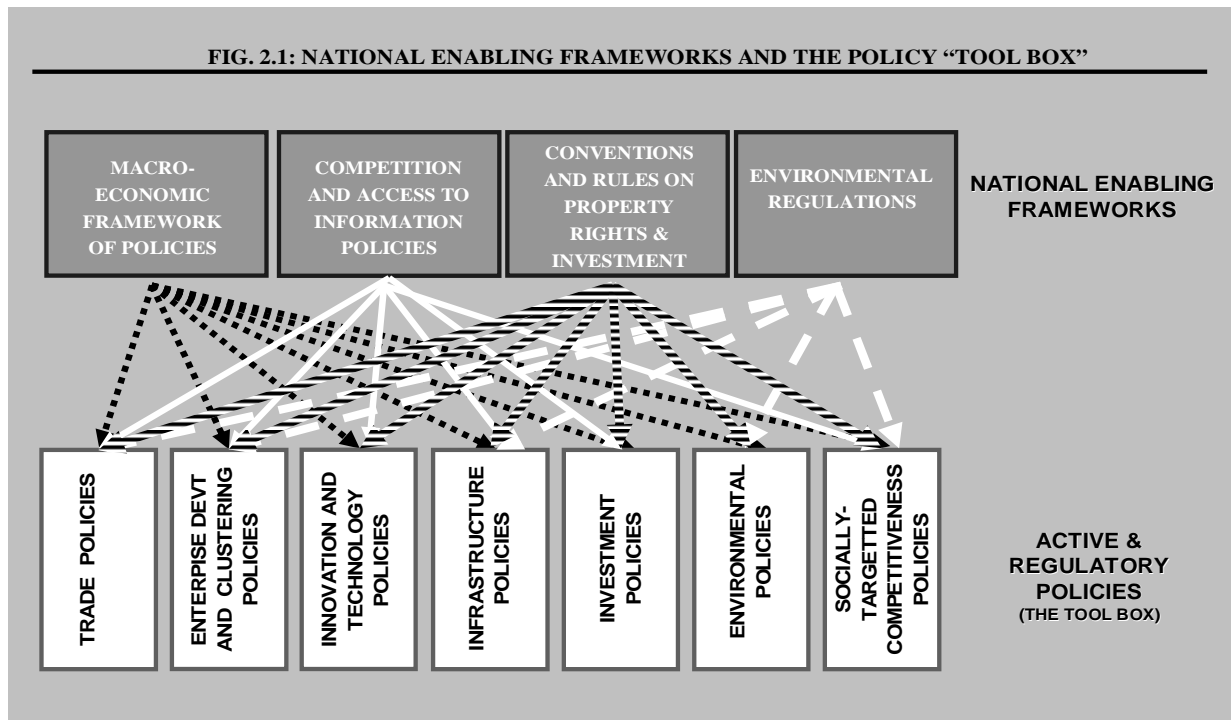 FIG. 2.1: NATIONAL ENABLING FRAMEWORKS AND THE POLICY “TOOL BOX”
MACRO-
ECONOMIC
FRAMEWORK
OF POLICIES
COMPETITION
AND ACCESS TO
INFORMATION
POLICIES
CONVENTIONS
AND RULES ON
PROPERTY
RIGHTS &
INVESTMENT
ENVIRONMENTAL
REGULATIONS
NATIONAL ENABLING
FRAMEWORKS
TRADE POLICIES
ENTERPRISE DEVT
AND CLUSTERING
POLICIES
INNOVATION AND
TECHNOLOGY
POLICIES
INFRASTRUCTURE
POLICIES
INVESTMENT
POLICIES
ENVIRONMENTAL
POLICIES
SOCIALLY-
TARGETTED
COMPETITIVENESS
POLICIES
ACTIVE &
REGULATORY
POLICIES
(THE TOOL BOX)